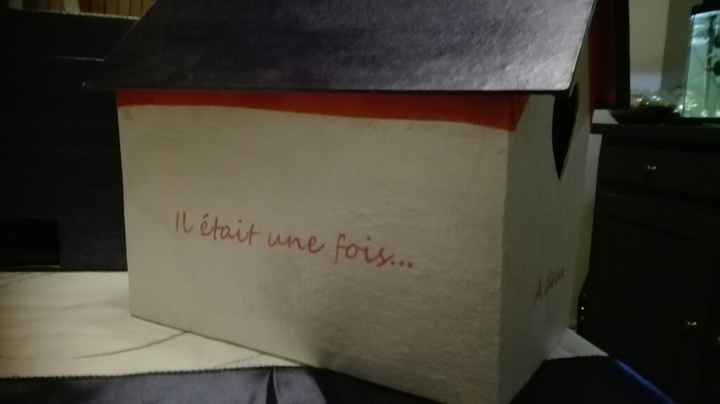 Il était une fois...
A